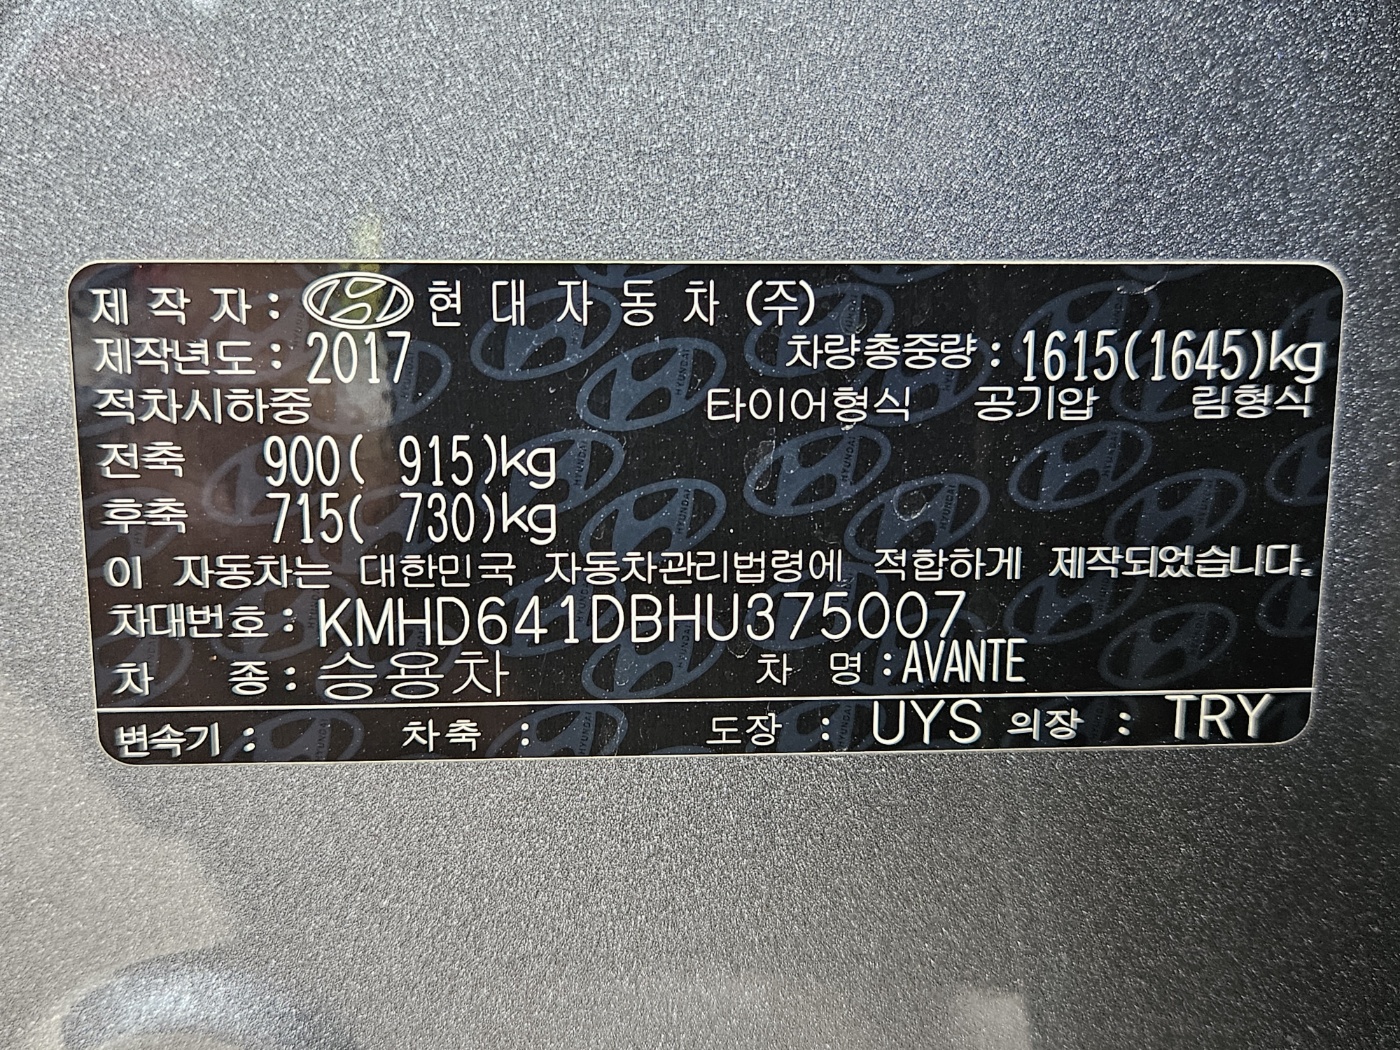 제 작 자 : 현 대 자 동 차 (주)
제작년도 : 2017 차량총중량 : 1615(1645)kg
적차시하중 타이어형식 공기압 림형식
전축 900( 915)kg
후축 715( 730)kg
이 자동차는 대한민국 자동차관리법령에 적합하게 제작되었습니다.
차대번호 : KMHD641DBHU375007
차 종 : 승용차 차 명 : AVANTE
변속기 : 차축 : 도장 : UYS 의장 : TRY